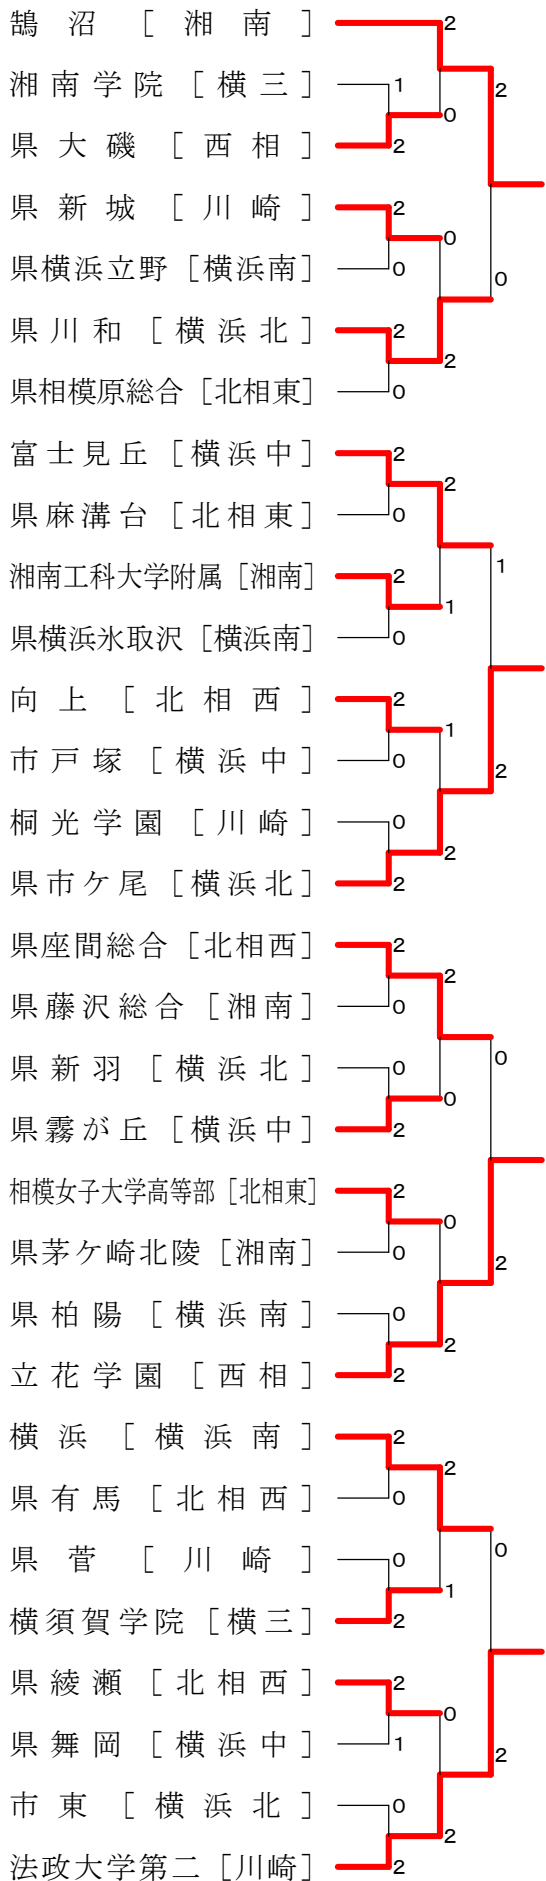 鵠沼 [湘南] 2
2
湘南学院 [横三] 1
0
県大磯 [西相] 2
県新城 [川崎] 2
0
県横浜立野 [横浜南] 0
0
県川和 [横浜北] 2
2
県相模原総合 [北相東] 0
富士見丘 [横浜中] 2
2
県麻溝台 [北相東] 0
1
湘南工科大学附属 [湘南] 2
1
県横浜氷取沢 [横浜南] 0
向上 [北相西] 2
1
市戸塚 [横浜中] 0
2
桐光学園 [川崎] 0
2
県市ケ尾 [横浜北] 2
県座間総合 [北相西] 2
2
県藤沢総合 [湘南] 0
0
県新羽 [横浜北] 0
0
県霧が丘 [横浜中] 2
相模女子大学高等部 [北相東] 2
0
県茅ケ崎北陵 [湘南] 0
2
県柏陽 [横浜南] 0
2
立花学園 [西相] 2
横浜 [横浜南] 2
2
県有馬 [北相西] 0
0
県菅 [川崎] 0
1
横須賀学院 [横三] 2
県綾瀬 [北相西] 2
0
県舞岡 [横浜中] 1
2
市東 [横浜北] 0
2
法政大学第二 [川崎] 2